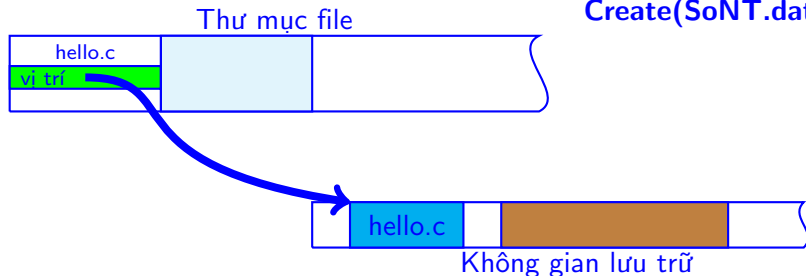 Create(SoNT.dat
Thư mục file
hello.c
vị trí
hello.c
Không gian lưu trữ